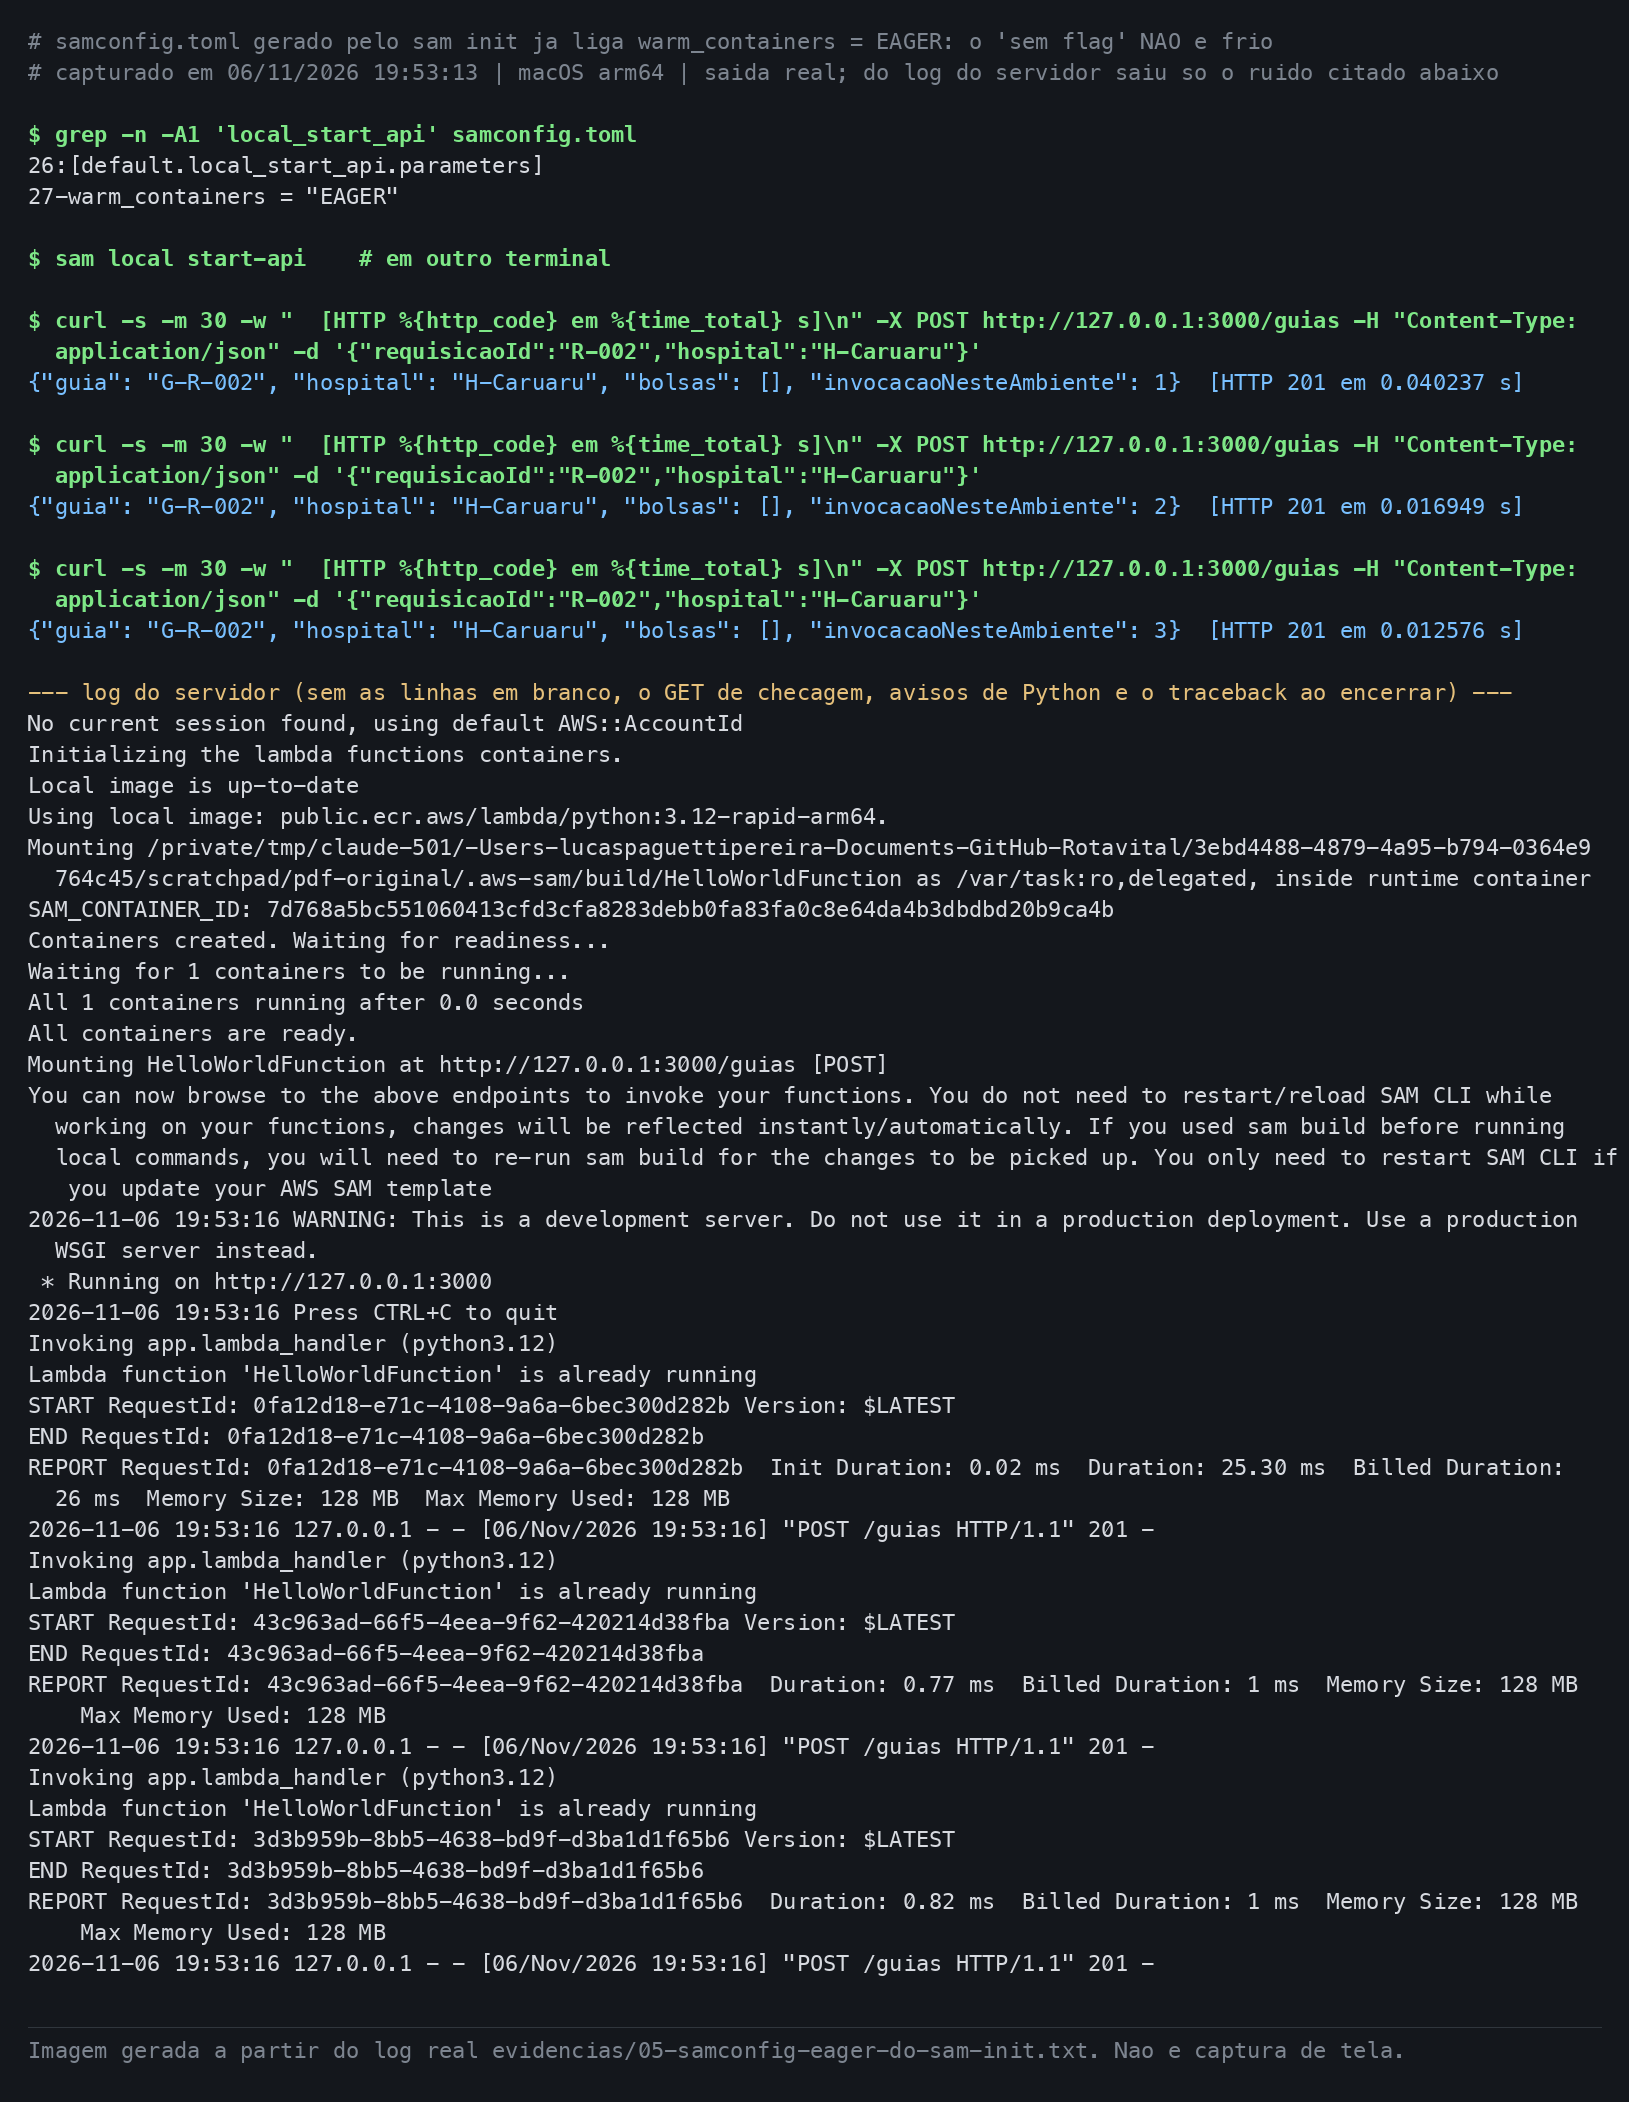 # samconfig.toml gerado pelo sam init ja liga warm_containers = EAGER: o 'sem flag' NAO e frio
# capturado em 06/11/2026 19:53:13 | macOS arm64 | saida real; do log do servidor saiu so o ruido citado abaixo
$ grep -n -A1 'local_start_api' samconfig.toml
26:[default.local_start_api.parameters]
27-warm_containers = "EAGER"
$ sam local start-api    # em outro terminal
$ curl -s -m 30 -w "  [HTTP %{http_code} em %{time_total} s]\n" -X POST http://127.0.0.1:3000/guias -H "Content-Type:
  application/json" -d '{"requisicaoId":"R-002","hospital":"H-Caruaru"}'
{"guia": "G-R-002", "hospital": "H-Caruaru", "bolsas": [], "invocacaoNesteAmbiente": 1}  [HTTP 201 em 0.040237 s]
$ curl -s -m 30 -w "  [HTTP %{http_code} em %{time_total} s]\n" -X POST http://127.0.0.1:3000/guias -H "Content-Type:
  application/json" -d '{"requisicaoId":"R-002","hospital":"H-Caruaru"}'
{"guia": "G-R-002", "hospital": "H-Caruaru", "bolsas": [], "invocacaoNesteAmbiente": 2}  [HTTP 201 em 0.016949 s]
$ curl -s -m 30 -w "  [HTTP %{http_code} em %{time_total} s]\n" -X POST http://127.0.0.1:3000/guias -H "Content-Type:
  application/json" -d '{"requisicaoId":"R-002","hospital":"H-Caruaru"}'
{"guia": "G-R-002", "hospital": "H-Caruaru", "bolsas": [], "invocacaoNesteAmbiente": 3}  [HTTP 201 em 0.012576 s]
--- log do servidor (sem as linhas em branco, o GET de checagem, avisos de Python e o traceback ao encerrar) ---
No current session found, using default AWS::AccountId
Initializing the lambda functions containers.
Local image is up-to-date
Using local image: public.ecr.aws/lambda/python:3.12-rapid-arm64.
Mounting /private/tmp/claude-501/-Users-lucaspaguettipereira-Documents-GitHub-Rotavital/3ebd4488-4879-4a95-b794-0364e9
  764c45/scratchpad/pdf-original/.aws-sam/build/HelloWorldFunction as /var/task:ro,delegated, inside runtime container
SAM_CONTAINER_ID: 7d768a5bc551060413cfd3cfa8283debb0fa83fa0c8e64da4b3dbdbd20b9ca4b
Containers created. Waiting for readiness...
Waiting for 1 containers to be running...
All 1 containers running after 0.0 seconds
All containers are ready.
Mounting HelloWorldFunction at http://127.0.0.1:3000/guias [POST]
You can now browse to the above endpoints to invoke your functions. You do not need to restart/reload SAM CLI while
  working on your functions, changes will be reflected instantly/automatically. If you used sam build before running
  local commands, you will need to re-run sam build for the changes to be picked up. You only need to restart SAM CLI if
   you update your AWS SAM template
2026-11-06 19:53:16 WARNING: This is a development server. Do not use it in a production deployment. Use a production
  WSGI server instead.
 * Running on http://127.0.0.1:3000
2026-11-06 19:53:16 Press CTRL+C to quit
Invoking app.lambda_handler (python3.12)
Lambda function 'HelloWorldFunction' is already running
START RequestId: 0fa12d18-e71c-4108-9a6a-6bec300d282b Version: $LATEST
END RequestId: 0fa12d18-e71c-4108-9a6a-6bec300d282b
REPORT RequestId: 0fa12d18-e71c-4108-9a6a-6bec300d282b  Init Duration: 0.02 ms  Duration: 25.30 ms  Billed Duration:
  26 ms  Memory Size: 128 MB  Max Memory Used: 128 MB
2026-11-06 19:53:16 127.0.0.1 - - [06/Nov/2026 19:53:16] "POST /guias HTTP/1.1" 201 -
Invoking app.lambda_handler (python3.12)
Lambda function 'HelloWorldFunction' is already running
START RequestId: 43c963ad-66f5-4eea-9f62-420214d38fba Version: $LATEST
END RequestId: 43c963ad-66f5-4eea-9f62-420214d38fba
REPORT RequestId: 43c963ad-66f5-4eea-9f62-420214d38fba  Duration: 0.77 ms  Billed Duration: 1 ms  Memory Size: 128 MB
    Max Memory Used: 128 MB
2026-11-06 19:53:16 127.0.0.1 - - [06/Nov/2026 19:53:16] "POST /guias HTTP/1.1" 201 -
Invoking app.lambda_handler (python3.12)
Lambda function 'HelloWorldFunction' is already running
START RequestId: 3d3b959b-8bb5-4638-bd9f-d3ba1d1f65b6 Version: $LATEST
END RequestId: 3d3b959b-8bb5-4638-bd9f-d3ba1d1f65b6
REPORT RequestId: 3d3b959b-8bb5-4638-bd9f-d3ba1d1f65b6  Duration: 0.82 ms  Billed Duration: 1 ms  Memory Size: 128 MB
    Max Memory Used: 128 MB
2026-11-06 19:53:16 127.0.0.1 - - [06/Nov/2026 19:53:16] "POST /guias HTTP/1.1" 201 -
Imagem gerada a partir do log real evidencias/05-samconfig-eager-do-sam-init.txt. Nao e captura de tela.